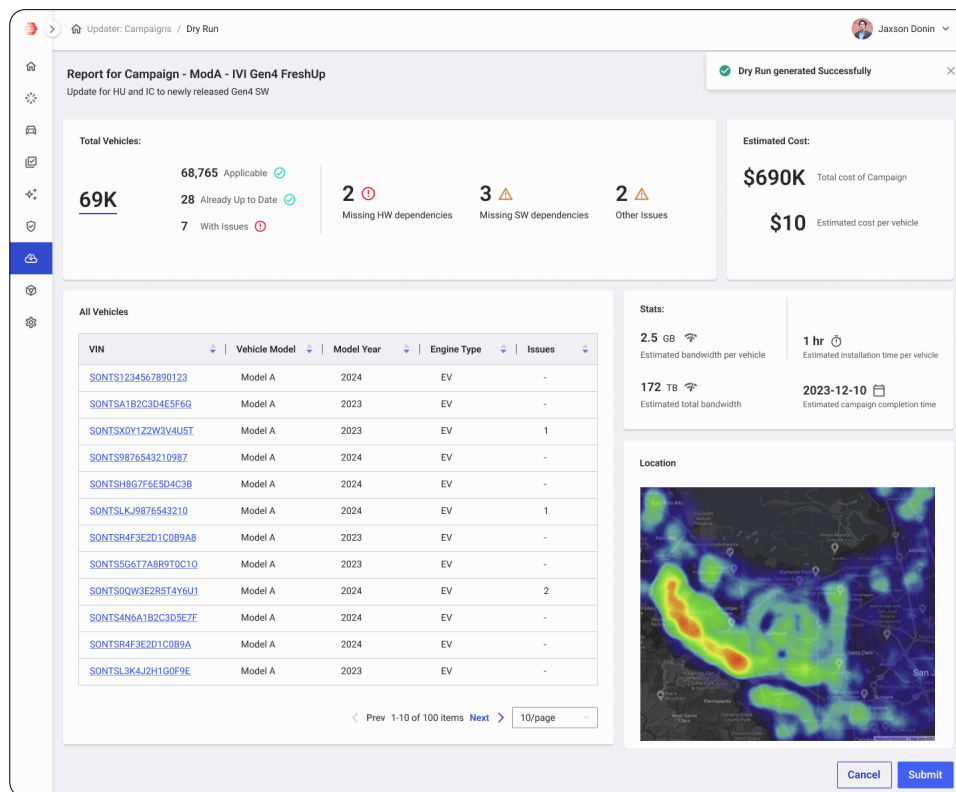 Updater: Campaigns / Dry Run
Jaxson Donin
Report for Campaign - ModA - IVI Gen4 FreshUp
Update for HU and IC to newly released Gen4 SW
Dry Run generated Successfully
Total Vehicles:
69K
68,765 Applicable
28 Already Up to Date
7 With Issues
2
Missing HW dependencies
3
Missing SW dependencies
2
Other Issues
Estimated Cost:
$690K Total cost of Campaign
$10 Estimated cost per vehicle
All Vehicles
VIN | Vehicle Model | Model Year | Engine Type | Issues
SONTS1234567890123 Model A 2024 EV -
SONTSA1B2C3D4E5F6G Model A 2023 EV -
SONTSX0Y1Z2W3V4U5T Model A 2023 EV 1
SONTS9876543210987 Model A 2024 EV -
SONTSH8G7F6E5D4C3B Model A 2024 EV -
SONTSLKJ9876543210 Model A 2024 EV 1
SONTSR4F3E2D1C0B9A8 Model A 2023 EV -
SONTS5G6T7A8R9T0C1O Model A 2023 EV -
SONTS0QW3E2R5T4Y6U1 Model A 2024 EV 2
SONTS4N6A1B2C3D5E7F Model A 2024 EV -
SONTSR4F3E2D1C0B9A Model A 2024 EV -
SONTSL3K4J2H1G0F9E Model A 2023 EV -
Prev 1-10 of 100 items Next 10/page
Stats:
2.5 GB
Estimated bandwidth per vehicle
1 hr
Estimated installation time per vehicle
172 TB
Estimated total bandwidth
2023-12-10
Estimated campaign completion time
Location
Palo Alto
Mountain
Santa Clara
San J
Permanente
Cancel
Submit